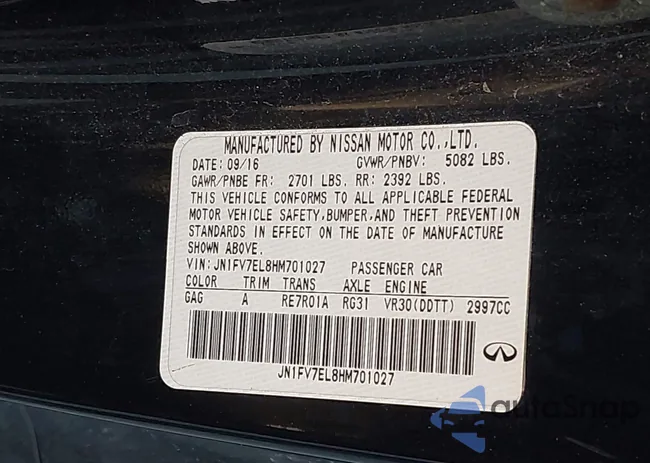 MANUFACTURED BY NISSAN MOTOR CO.,LTD.
DATE: 09/16 GVWR/PNBV: 5082 LBS.
GAWR/PNBE FR: 2701 LBS. RR: 2392 LBS.
THIS VEHICLE CONFORMS TO ALL APPLICABLE FEDERAL
MOTOR VEHICLE SAFETY,BUMPER,AND THEFT PREVENTION
STANDARDS IN EFFECT ON THE DATE OF MANUFACTURE
SHOWN ABOVE.
VIN:JN1FV7EL8HM701027 PASSENGER CAR
COLOR TRIM TRANS AXLE ENGINE
GAG A RE7R01A RG31 VR30(DDTT) 2997CC
JN1FV7EL8HM701027
autoSnap